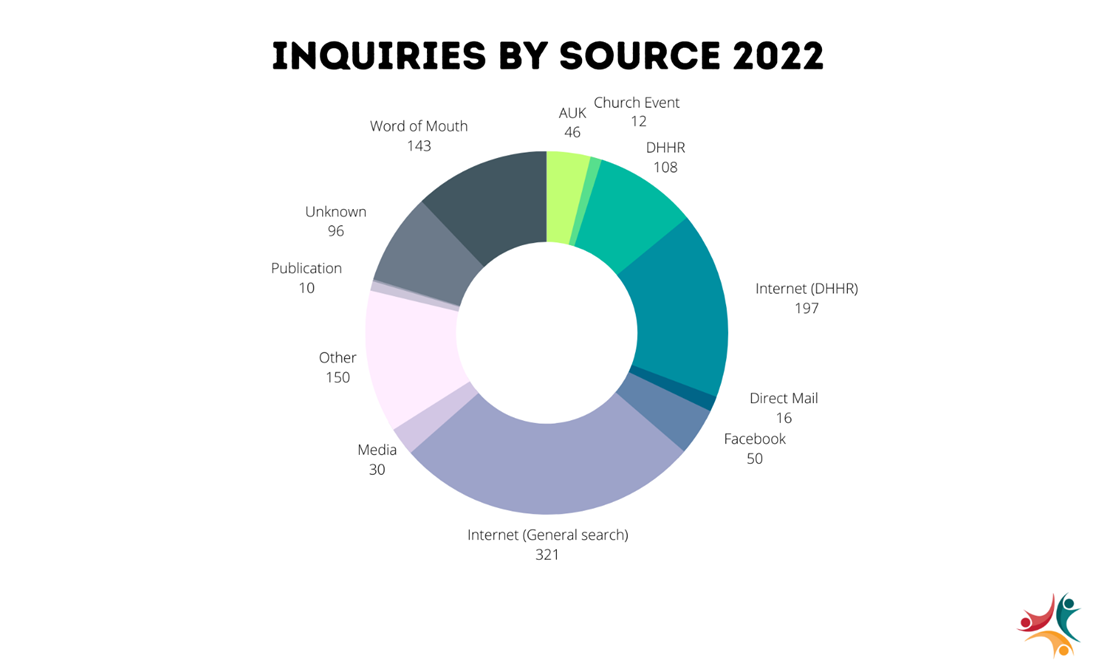 INQUIRIES BY SOURCE 2022
AUK
46
Church Event
12
DHHR
108
Internet (DHHR)
197
Direct Mail
16
Facebook
50
Internet (General search)
321
Media
30
Other
150
Publication
10
Unknown
96
Word of Mouth
143